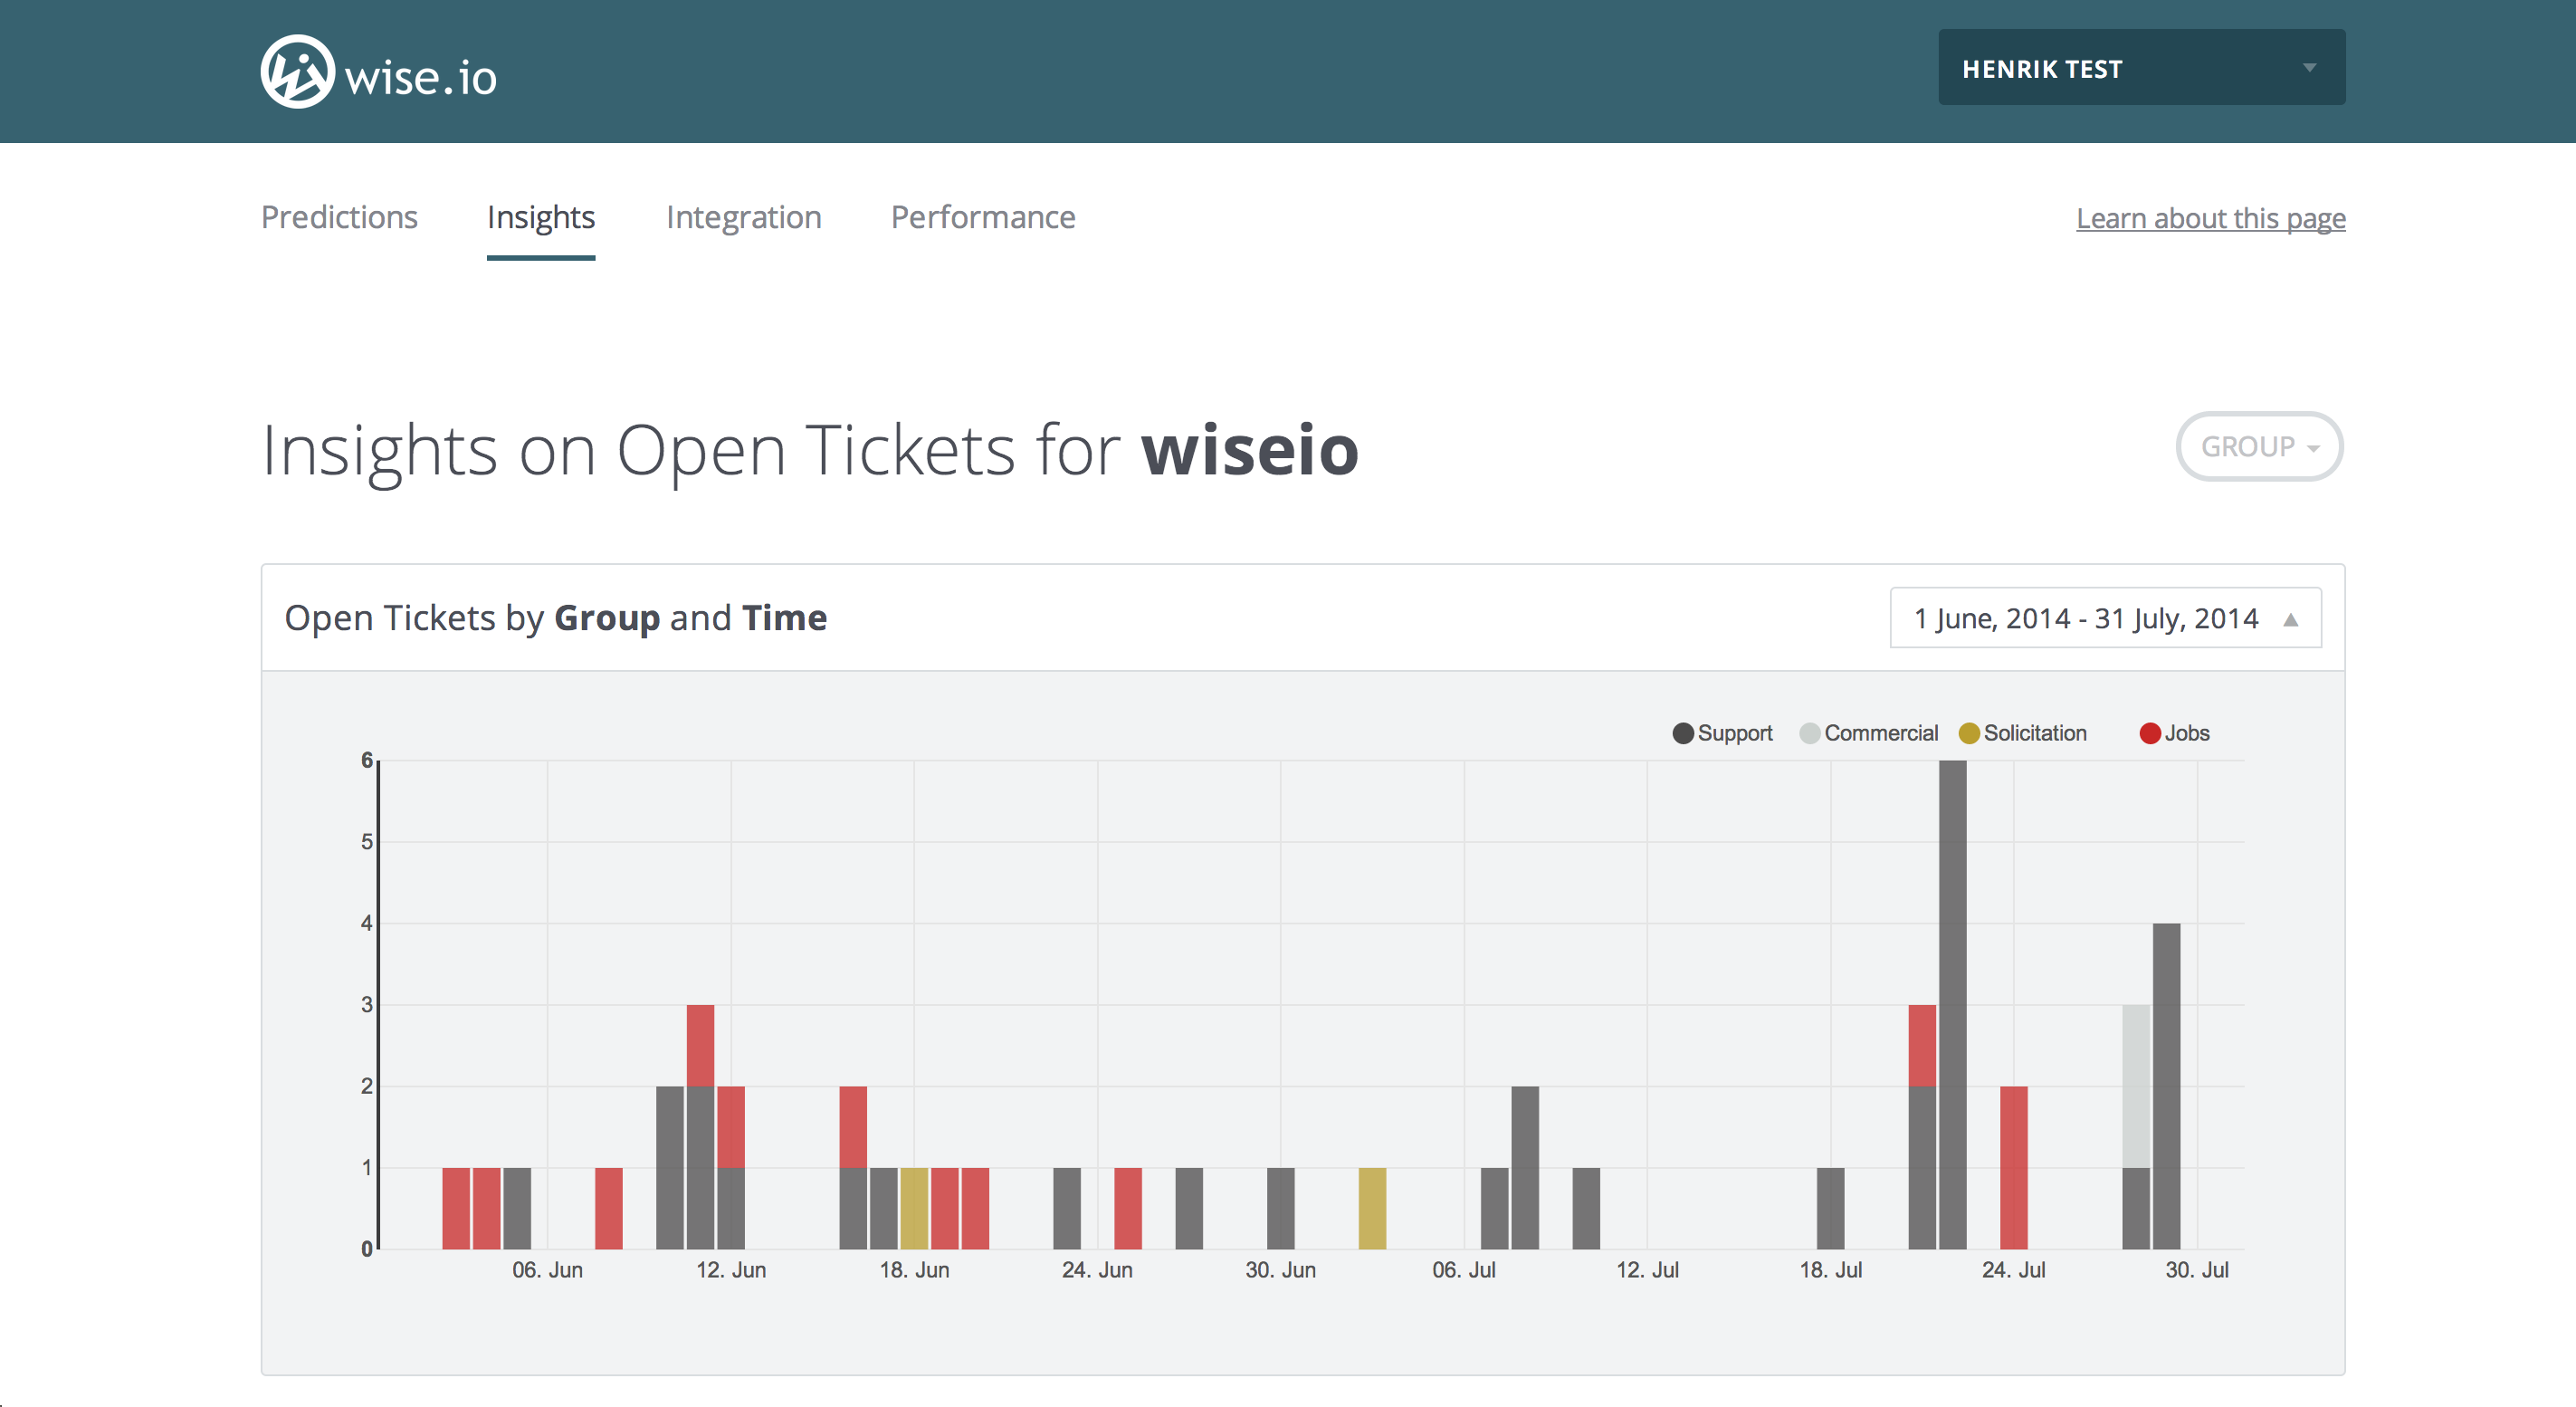 wise.io
HENRIK TEST
Predictions Insights Integration Performance Learn about this page
Insights on Open Tickets for wiseio
GROUP
Open Tickets by Group and Time
1 June, 2014 - 31 July, 2014
Support Commercial Solicitation Jobs
6
5
4
3
2
1
0
06. Jun 12. Jun 18. Jun 24. Jun 30. Jun 06. Jul 12. Jul 18. Jul 24. Jul 30. Jul